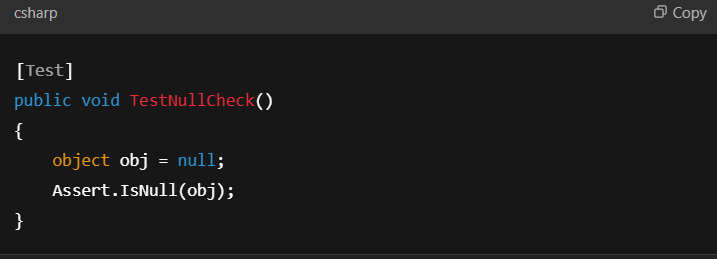 csharp
Copy
[Test]
public void TestNullCheck()
{
    object obj = null;
    Assert.IsNull(obj);
}